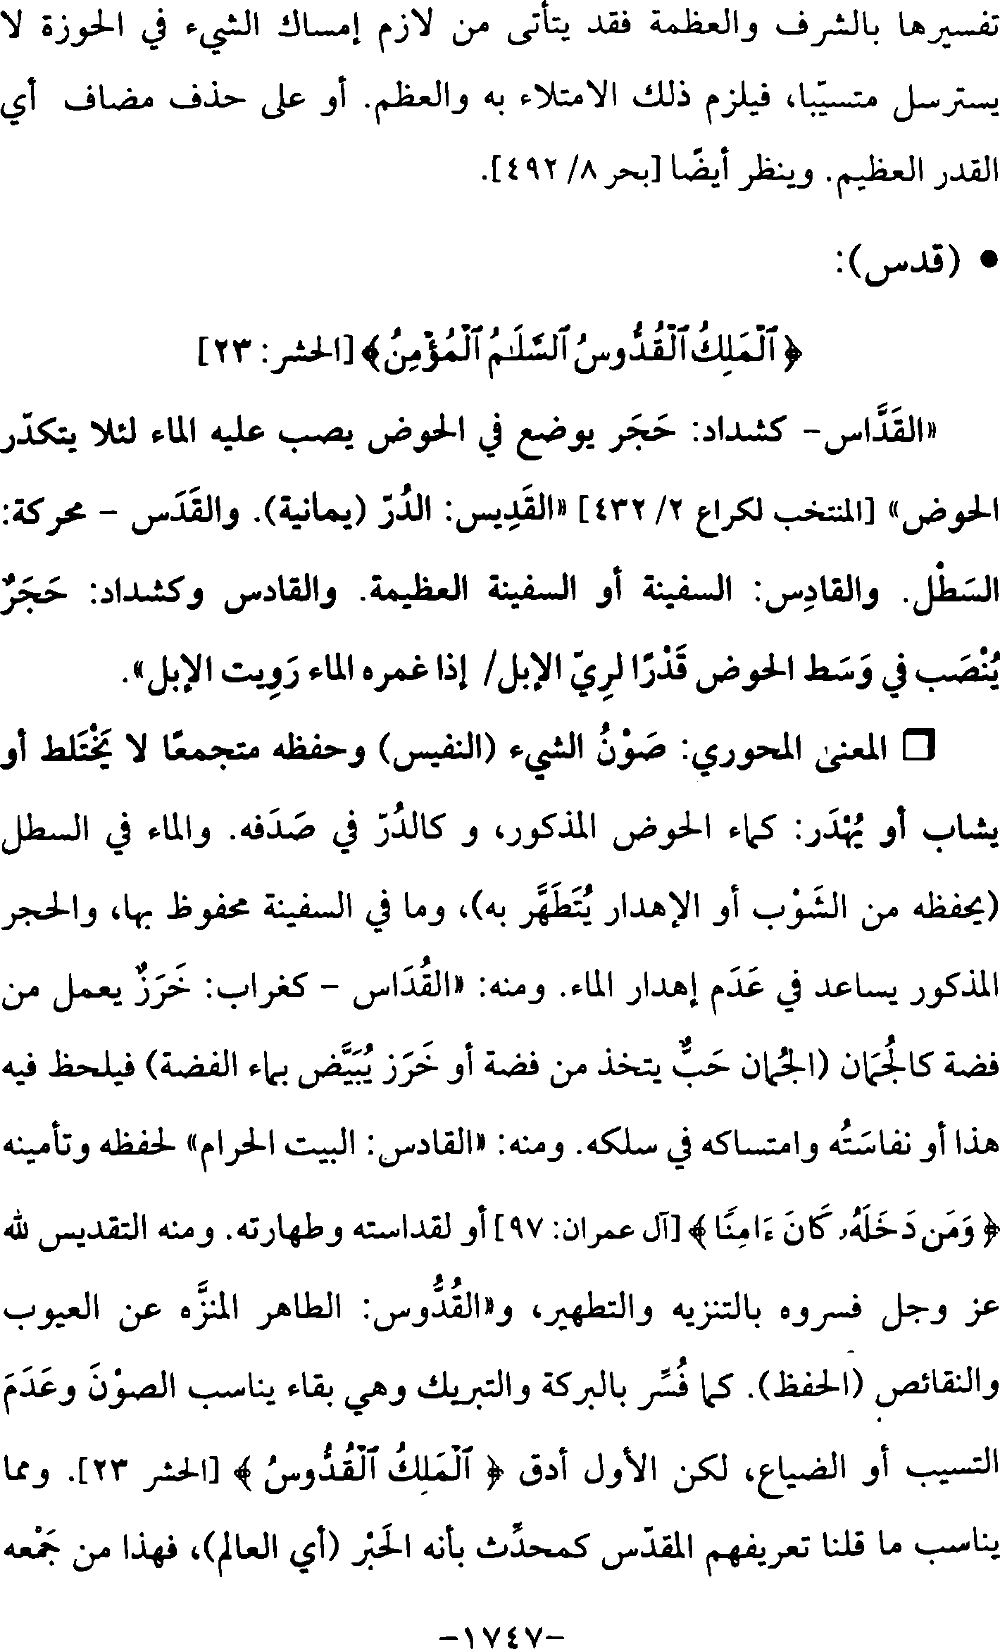 تفسيرها بالشرف والعظمة فقد يتأتى من لازم إمساك الشيء في الحوزة لا
يسترسل متسيّبا، فيلزم ذلك الامتلاء به والعظم. أو على حذف مضاف أي
القدر العظيم. وينظر أيضًا [بحر ٨/ ٤٩٢].
• (قدس):
﴿ ٱلْمَلِكُ ٱلْقُدُّوسُ ٱلسَّلَٰمُ ٱلْمُؤْمِنُ﴾ [الحشر: ٢٣]
«القَدَّاس- كشداد: حَجَر يوضع في الحوض يصب عليه الماء لئلا يتكدّر
الحوض» [المنتخب لكراع ٢/ ٤٣٢] «القَدِيس: الدُرّ (يمانية). والقَدَس - محركة:
السَطْل. والقادِس: السفينة أو السفينة العظيمة. والقادس وكشداد: حَجَرٌ
يُنْصَب في وَسَط الحوض قَدْرًا لرِيّ الإبل/ إذا غمره الماء رَوِيت الإبل».
□ المعنى المحوري: صَوْنُ الشيء (النفيس) وحفظه متجمعًا لا يَخْتَلط أو
يشاب أو يُهْدَر: كماء الحوض المذكور، و كالدُرّ في صَدَفه. والماء في السطل
(يحفظه من الشَوْب أو الإهدار يُتَطَهَّر به)، وما في السفينة محفوظ بها، والحجر
المذكور يساعد في عَدَم إهدار الماء. ومنه: «القُدَاس - كغراب: خَرَزٌ يعمل من
فضة كالجُمَان (الجُمان حَبٌّ يتخذ من فضة أو خَرَز يُبَيَّض بماء الفضة) فيلحظ فيه
هذا أو نفاسَتُه وامتساكه في سلكه. ومنه: «القادس: البيت الحرام» لحفظه وتأمينه
﴿ وَمَن دَخَلَهُۥ كَانَ ءَامِنًا ﴾ [آل عمران: ٩٧] أو لقداسته وطهارته. ومنه التقديس لله
عز وجل فسروه بالتنزيه والتطهير، و«القُدُّوس: الطاهر المنزَّه عن العيوب
والنقائص (الحفظ). كما فُسِّر بالبركة والتبريك وهي بقاء يناسب الصوْنَ وعَدَمَ
التسيب أو الضياع، لكن الأول أدق ﴿ ٱلْمَلِكُ ٱلْقُدُّوسُ ﴾ [الحشر ٢٣]. ومما
يناسب ما قلنا تعريفهم المقدّس كمحدِّث بأنه الحَبْر (أي العالم)، فهذا من جَمْعه
-١٧٤٧-